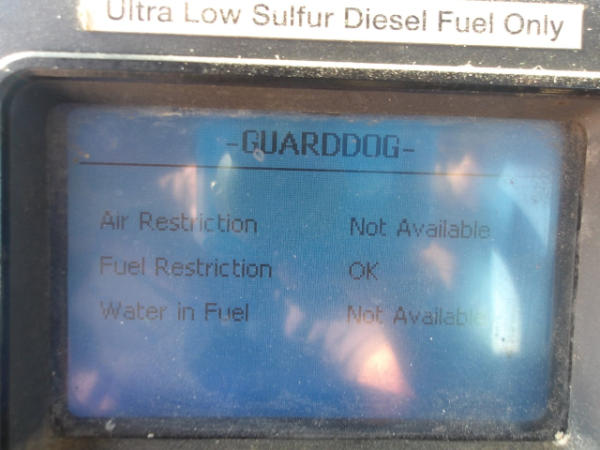 Ultra Low Sulfur Diesel Fuel Only
-GUARDDOG-
Air Restriction Not Available
Fuel Restriction OK
Water in Fuel Not Available